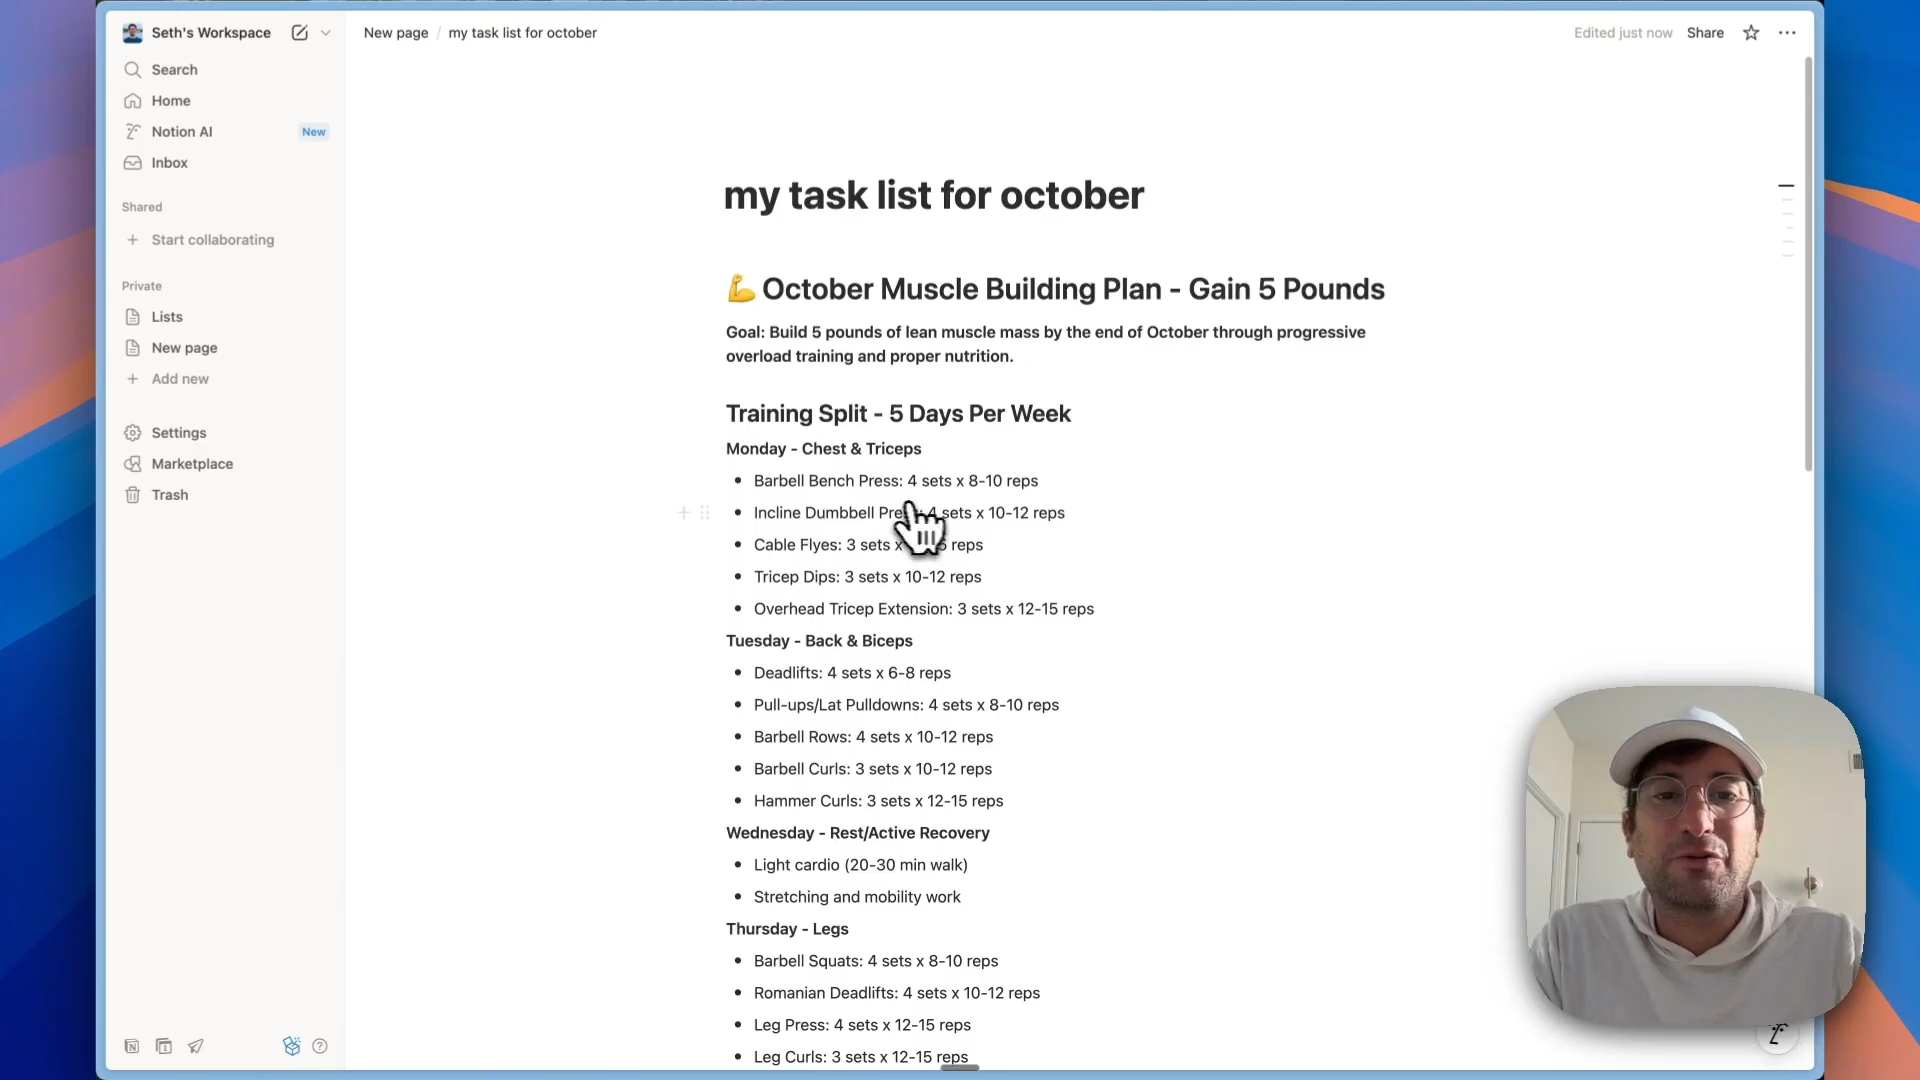 Seth's Workspace
Search
Home
Notion AI New
Inbox
Shared
Start collaborating
Private
Lists
New page
Add new
Settings
Marketplace
Trash
New page / my task list for october
Edited just now Share
my task list for october
💪 October Muscle Building Plan - Gain 5 Pounds
Goal: Build 5 pounds of lean muscle mass by the end of October through progressive
overload training and proper nutrition.
Training Split - 5 Days Per Week
Monday - Chest & Triceps
Barbell Bench Press: 4 sets x 8-10 reps
Incline Dumbbell 4 sets x 10-12 reps
Cable Flyes: 3 sets x reps
Tricep Dips: 3 sets x 10-12 reps
Overhead Tricep Extension: 3 sets x 12-15 reps
Tuesday - Back & Biceps
Deadlifts: 4 sets x 6-8 reps
Pull-ups/Lat Pulldowns: 4 sets x 8-10 reps
Barbell Rows: 4 sets x 10-12 reps
Barbell Curls: 3 sets x 10-12 reps
Hammer Curls: 3 sets x 12-15 reps
Wednesday - Rest/Active Recovery
Light cardio (20-30 min walk)
Stretching and mobility work
Thursday - Legs
Barbell Squats: 4 sets x 8-10 reps
Romanian Deadlifts: 4 sets x 10-12 reps
Leg Press: 4 sets x 12-15 reps
Leg Curls: 3 sets x 12-15 reps